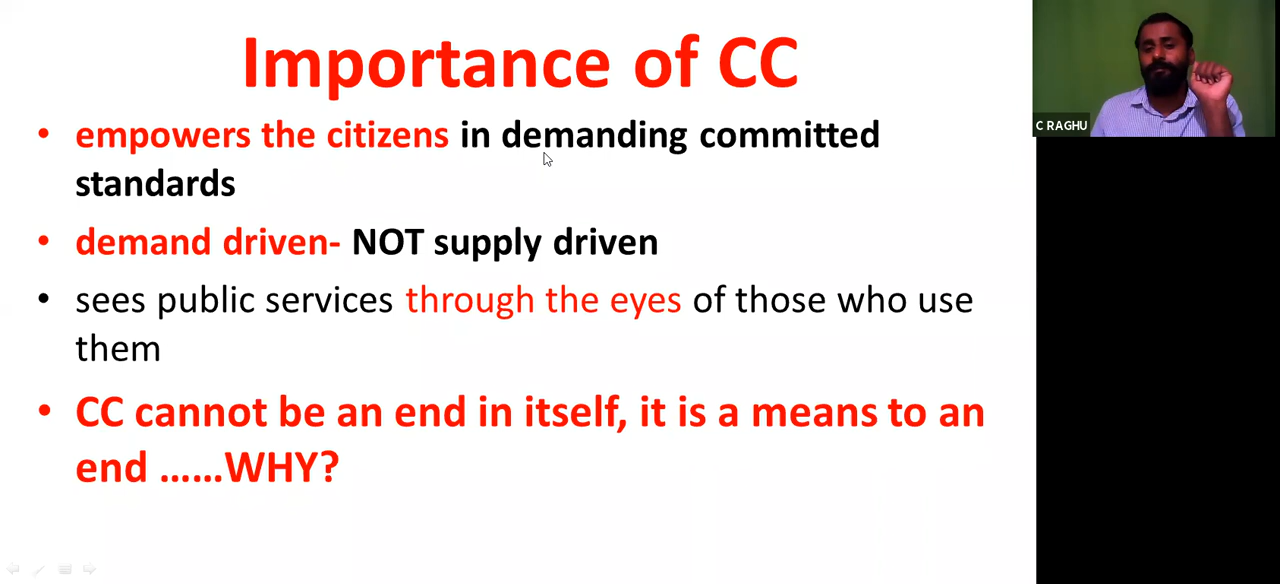 Importance of CC
• empowers the citizens in demanding committed
standards
• demand driven- NOT supply driven
• sees public services through the eyes of those who use
them
• CC cannot be an end in itself, it is a means to an
end ......WHY?
C RAGHU